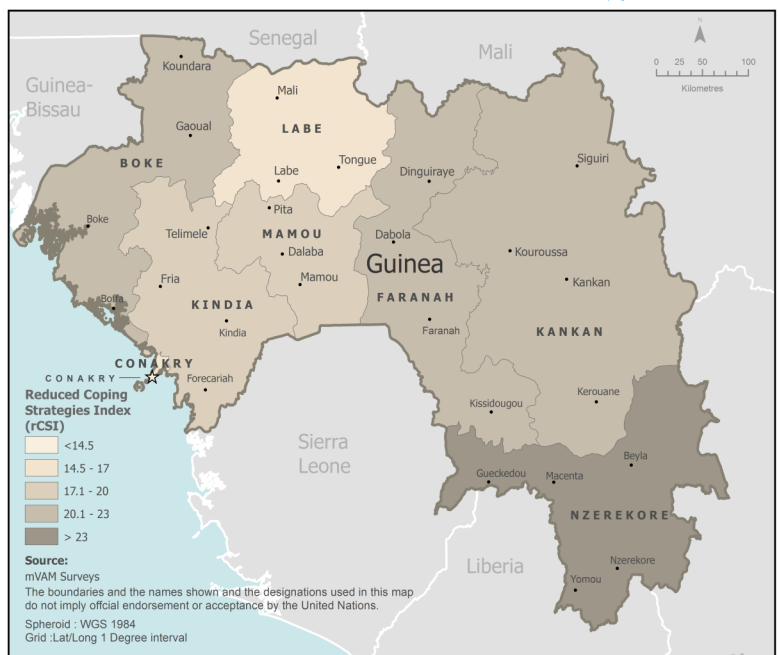 Senegal
Mali
N
0 25 50 100
Kilometres
Guinea-
Bissau
Koundara
Mali
Gaoual
LABE
BOKE
Tongue
Labe
Dinguiraye
Siguiri
Pita
Boke
Telimele
MAMOU
Dabola
Dalaba
Guinea
Kouroussa
Fria
Mamou
Kankan
KINDIA
FARANAH
Boffa
Kindia
Faranah
KANKAN
CONAKRY
CONAKRY
Forecariah
Kissidougou
Kerouane
Reduced Coping
Strategies Index
(rCSI)
<14.5
14.5 - 17
17.1 - 20
20.1 - 23
> 23
Sierra
Leone
Beyla
Gueckedou
Macenta
NZEREKORE
Liberia
Nzerekore
Yomou
Source:
mVAM Surveys
The boundaries and the names shown and the designations used in this map
do not imply offcial endorsement or acceptance by the United Nations.
Spheroid : WGS 1984
Grid :Lat/Long 1 Degree interval